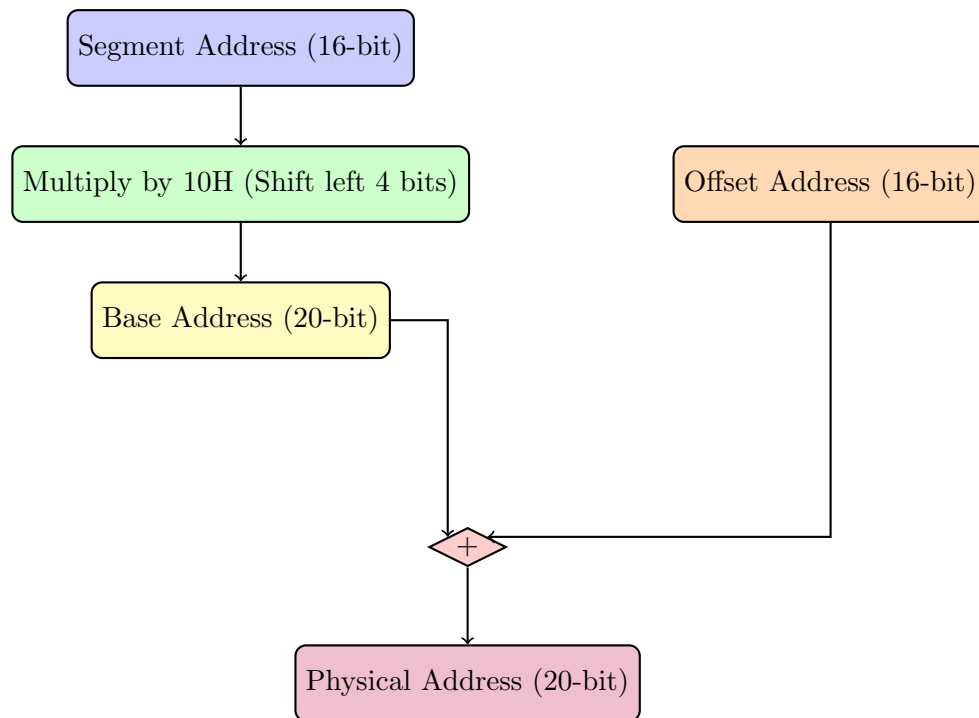 Segment Address (16-bit)
Multiply by 10H (Shift left 4 bits)
Offset Address (16-bit)
Base Address (20-bit)
+
Physical Address (20-bit)